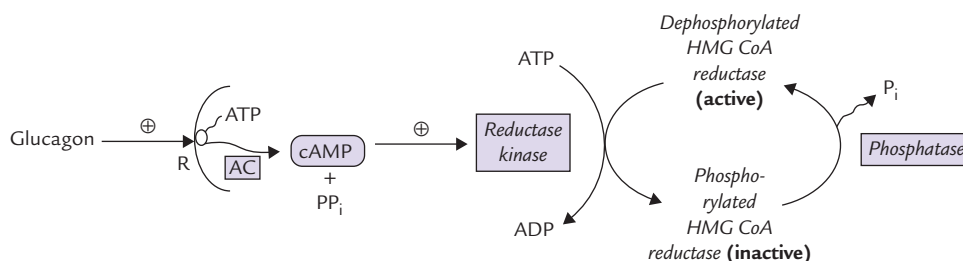 Glucagon
⊕
R
ATP
AC
cAMP
+
PPi
⊕
Reductase
kinase
ATP
ADP
Dephosphorylated
HMG CoA
reductase
(active)
Phospho-
rylated
HMG CoA
reductase (inactive)
Pi
Phosphatase